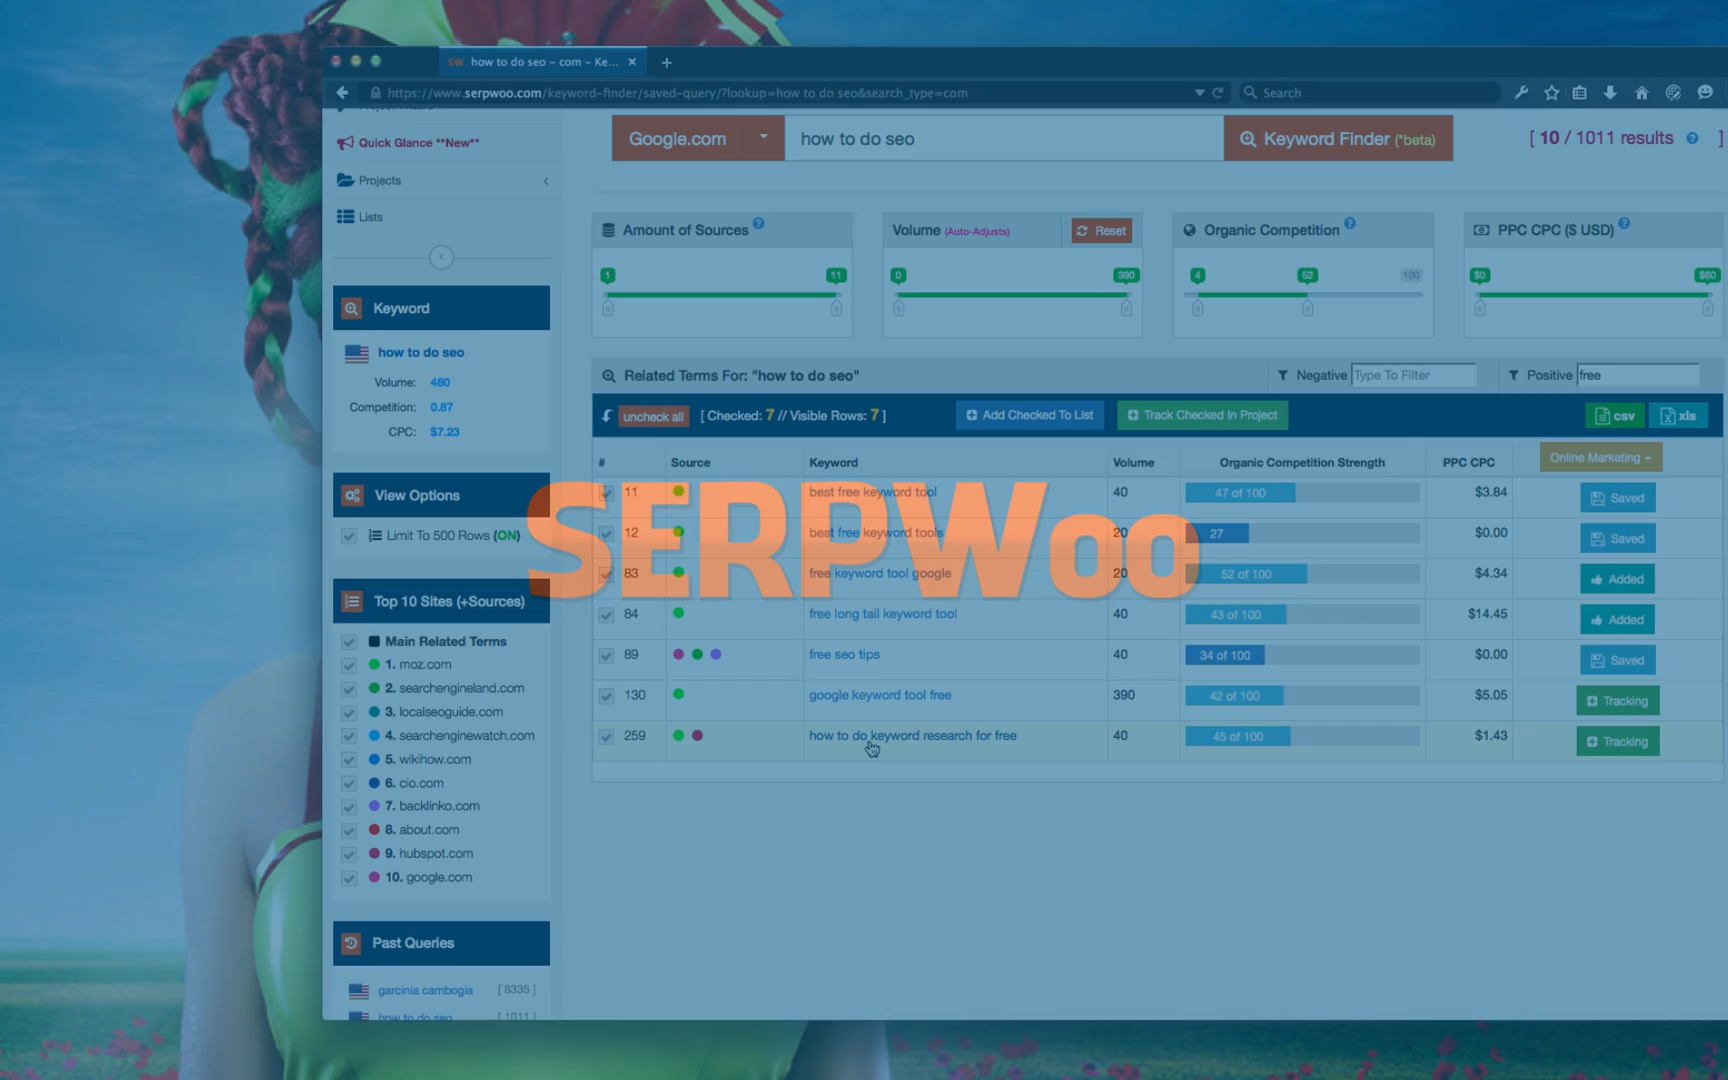 how to do seo – com – Ke...
https://www.serpwoo.com/keyword-finder/saved-query/?lookup=how to do seo&search_type=com
Search
Quick Glance **New**
Projects
Lists
Google.com
how to do seo
Keyword Finder (*beta)
[ 10 / 1011 results ]
Amount of Sources
1 11
Volume (Auto-Adjusts)
Reset
0 390
Organic Competition
4 52 100
PPC CPC ($ USD)
$0 $60
Keyword
how to do seo
Volume: 480
Competition: 0.87
CPC: $7.23
View Options
Limit To 500 Rows (ON)
Top 10 Sites (+Sources)
Main Related Terms
1. moz.com
2. searchengineland.com
3. localseoguide.com
4. searchenginewatch.com
5. wikihow.com
6. cio.com
7. backlinko.com
8. about.com
9. hubspot.com
10. google.com
Past Queries
garcinia cambogia [ 8335 ]
how to do seo [ 1011 ]
Related Terms For: "how to do seo"
Negative Type To Filter
Positive free
uncheck all [ Checked: 7 // Visible Rows: 7 ]
Add Checked To List
Track Checked In Project
csv
xls
# Source Keyword Volume Organic Competition Strength PPC CPC Online Marketing
11 best free keyword tool 40 47 of 100 $3.84 Saved
12 best free keyword tools 20 27 $0.00 Saved
83 free keyword tool google 20 52 of 100 $4.34 Added
84 free long tail keyword tool 40 43 of 100 $14.45 Added
89 free seo tips 40 34 of 100 $0.00 Saved
130 google keyword tool free 390 42 of 100 $5.05 Tracking
259 how to do keyword research for free 40 45 of 100 $1.43 Tracking
SERPWoo